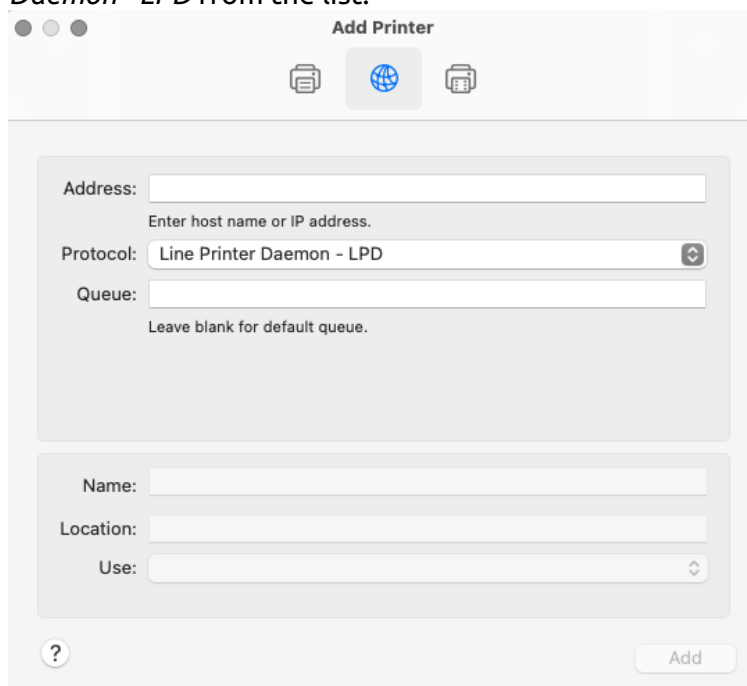 Daemon - LPD from the list.
Add Printer
Address:
Enter host name or IP address.
Protocol: Line Printer Daemon - LPD
Queue:
Leave blank for default queue.
Name:
Location:
Use:
? Add